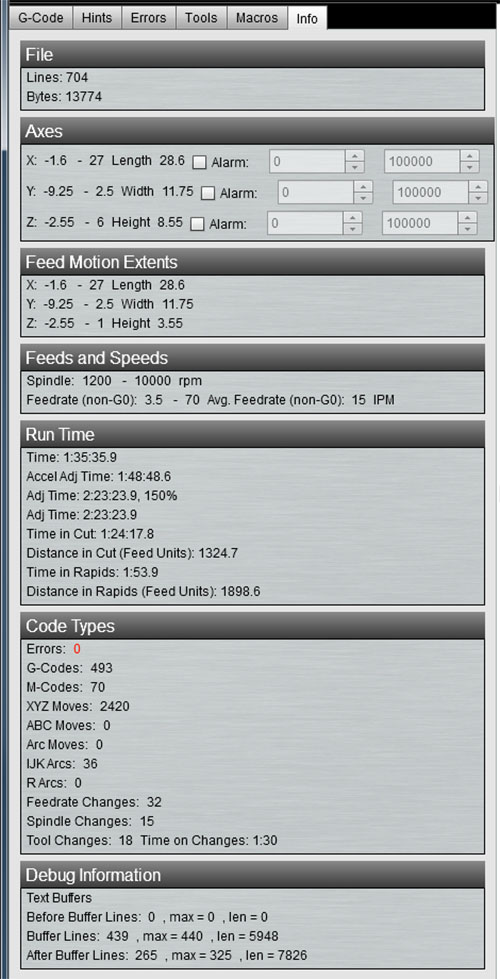 G-Code Hints Errors Tools Macros Info
File
Lines: 704
Bytes: 13774
Axes
X: -1.6 - 27 Length 28.6 Alarm: 0 100000
Y: -9.25 - 2.5 Width 11.75 Alarm: 0 100000
Z: -2.55 - 6 Height 8.55 Alarm: 0 100000
Feed Motion Extents
X: -1.6 - 27 Length 28.6
Y: -9.25 - 2.5 Width 11.75
Z: -2.55 - 1 Height 3.55
Feeds and Speeds
Spindle: 1200 - 10000 rpm
Feedrate (non-G0): 3.5 - 70 Avg. Feedrate (non-G0): 15 IPM
Run Time
Time: 1:35:35.9
Accel Adj Time: 1:48:48.6
Adj Time: 2:23:23.9, 150%
Adj Time: 2:23:23.9
Time in Cut: 1:24:17.8
Distance in Cut (Feed Units): 1324.7
Time in Rapids: 1:53.9
Distance in Rapids (Feed Units): 1898.6
Code Types
Errors: 0
G-Codes: 493
M-Codes: 70
XYZ Moves: 2420
ABC Moves: 0
Arc Moves: 0
IJK Arcs: 36
R Arcs: 0
Feedrate Changes: 32
Spindle Changes: 15
Tool Changes: 18 Time on Changes: 1:30
Debug Information
Text Buffers
Before Buffer Lines: 0 , max = 0 , len = 0
Buffer Lines: 439 , max = 440 , len = 5948
After Buffer Lines: 265 , max = 325 , len = 7826